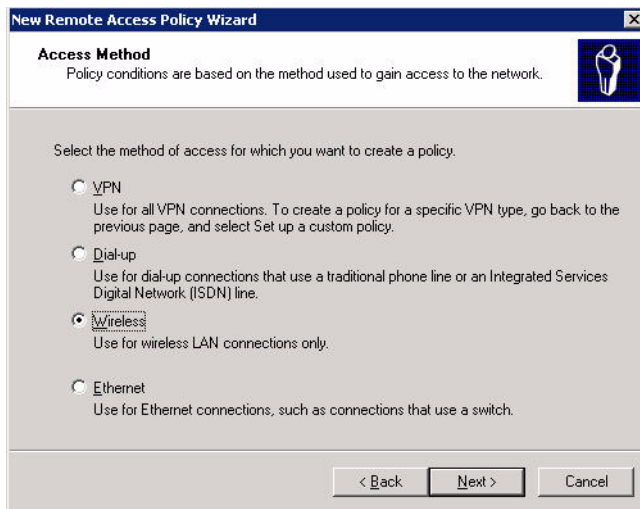 New Remote Access Policy Wizard
Access Method
Policy conditions are based on the method used to gain access to the network.
Select the method of access for which you want to create a policy.
VPN
Use for all VPN connections. To create a policy for a specific VPN type, go back to the
previous page, and select Set up a custom policy.
Dial-up
Use for dial-up connections that use a traditional phone line or an Integrated Services
Digital Network (ISDN) line.
Wireless
Use for wireless LAN connections only.
Ethernet
Use for Ethernet connections, such as connections that use a switch.
< Back Next > Cancel